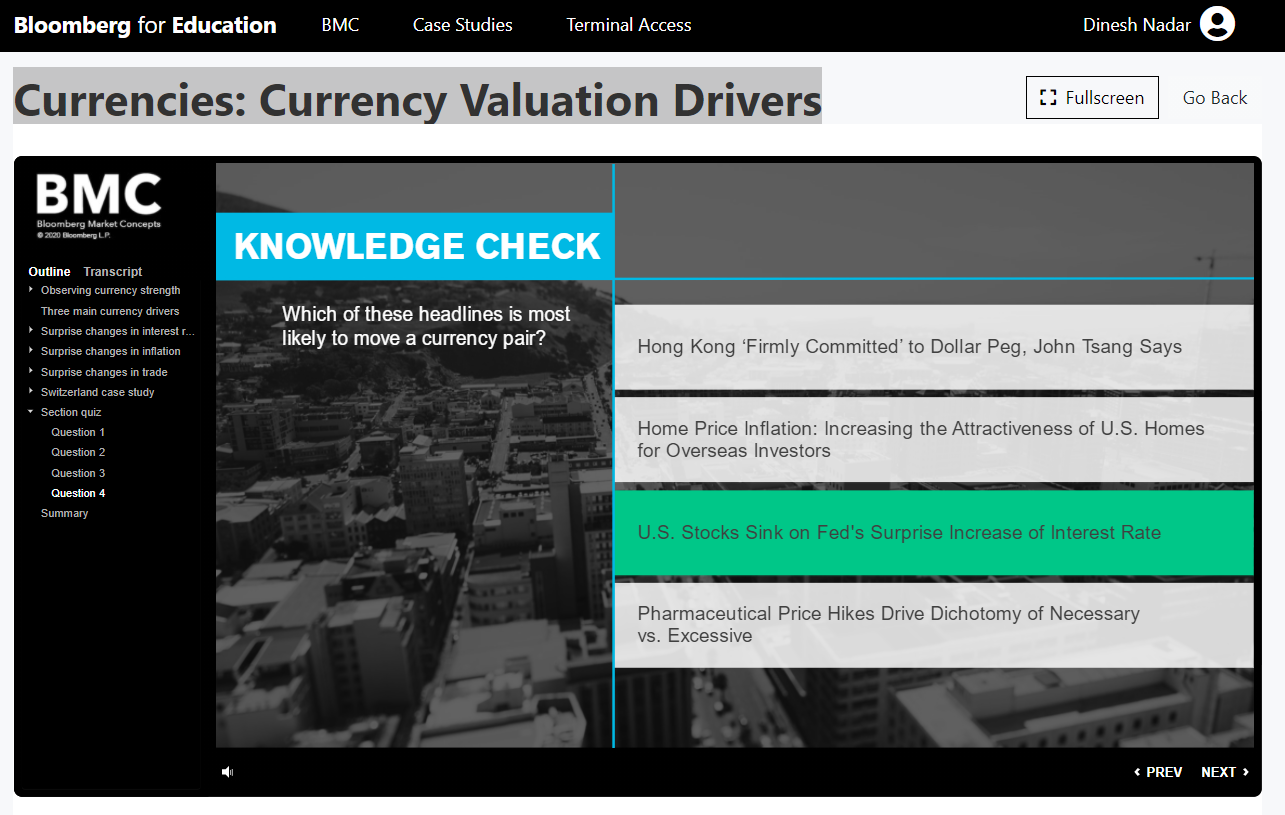 Bloomberg for Education
BMC
Case Studies
Terminal Access
Dinesh Nadar
Currencies: Currency Valuation Drivers
Fullscreen
Go Back
BMC
Bloomberg Market Concepts
© 2020 Bloomberg L.P.
Outline
Transcript
Observing currency strength
Three main currency drivers
Surprise changes in interest r...
Surprise changes in inflation
Surprise changes in trade
Switzerland case study
Section quiz
Question 1
Question 2
Question 3
Question 4
Summary
KNOWLEDGE CHECK
Which of these headlines is most
likely to move a currency pair?
Hong Kong ‘Firmly Committed’ to Dollar Peg, John Tsang Says
Home Price Inflation: Increasing the Attractiveness of U.S. Homes
for Overseas Investors
U.S. Stocks Sink on Fed's Surprise Increase of Interest Rate
Pharmaceutical Price Hikes Drive Dichotomy of Necessary
vs. Excessive
PREV
NEXT